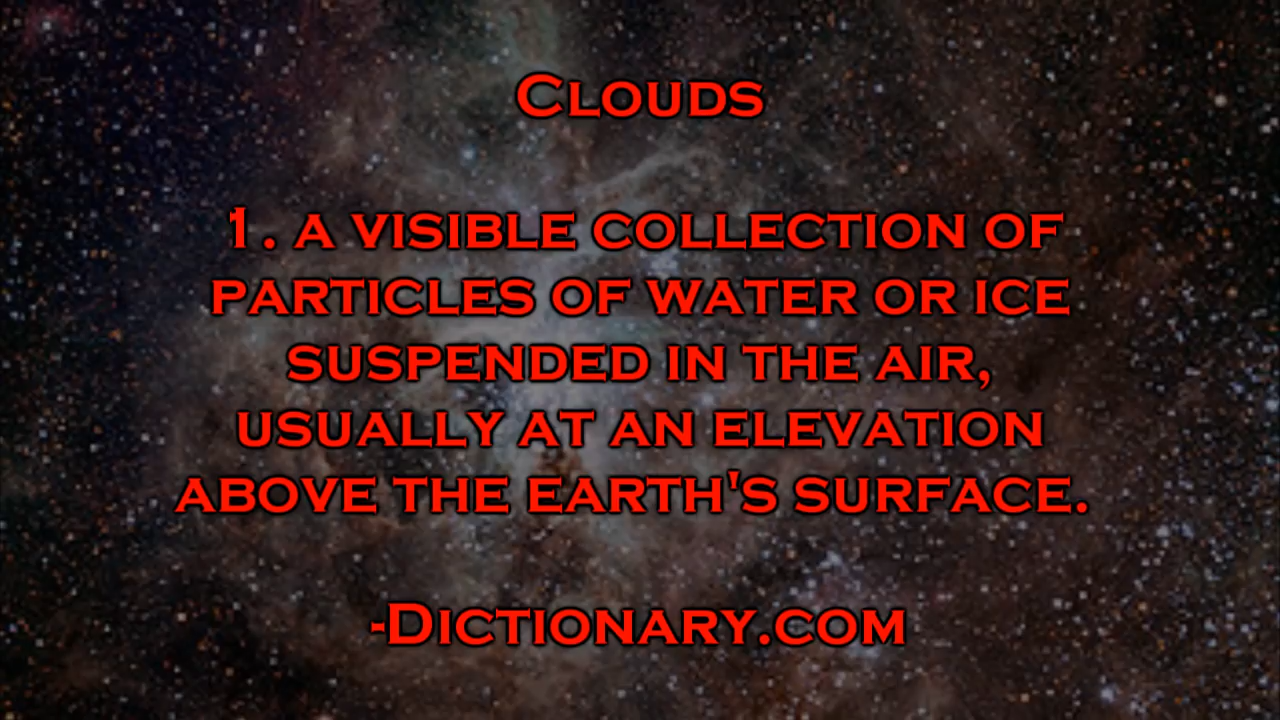 Clouds
1. a visible collection of
particles of water or ice
suspended in the air,
usually at an elevation
above the earth's surface.
-Dictionary.com